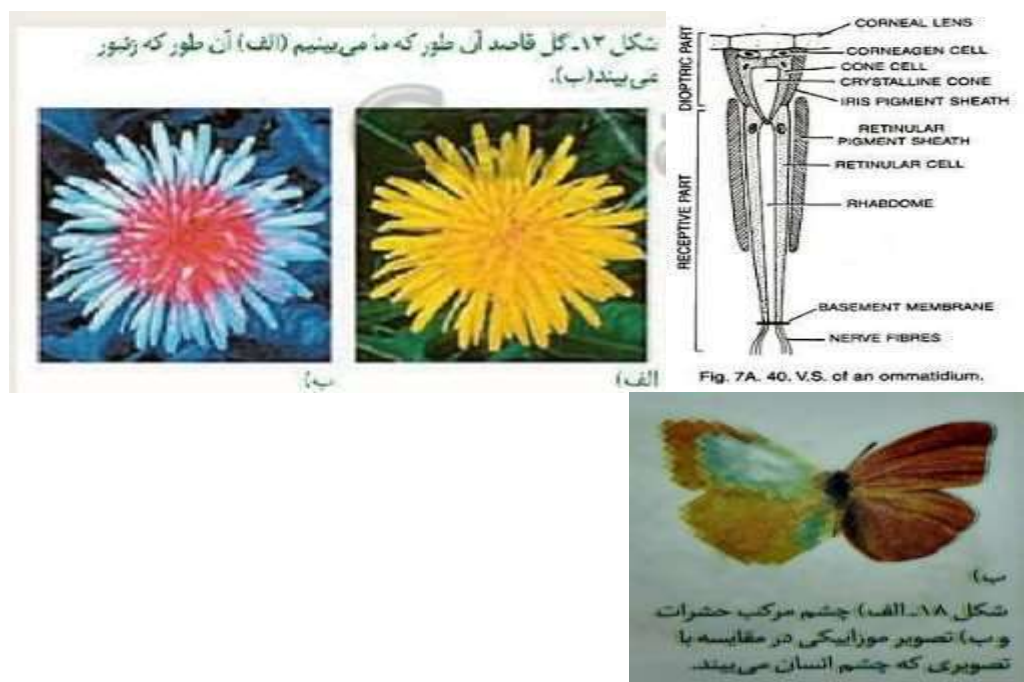 شکل ۱۲ـ گل قاصد آن طور که ما می‌بینیم (الف) آن طور که زنبور
می‌بیند (ب).
ب)
الف)
DIOPTRIC PART
RECEPTIVE PART
CORNEAL LENS
CORNEAGEN CELL
CONE CELL
CRYSTALLINE CONE
IRIS PIGMENT SHEATH
RETINULAR
PIGMENT SHEATH
RETINULAR CELL
RHABDOME
BASEMENT MEMBRANE
NERVE FIBRES
Fig. 7A. 40. V.S. of an ommatidium.
ب)
شکل ۱۸ـ الف) چشم مرکب حشرات
و ب) تصویر موزاییکی در مقایسه با
تصویری که چشم انسان می‌بیند.